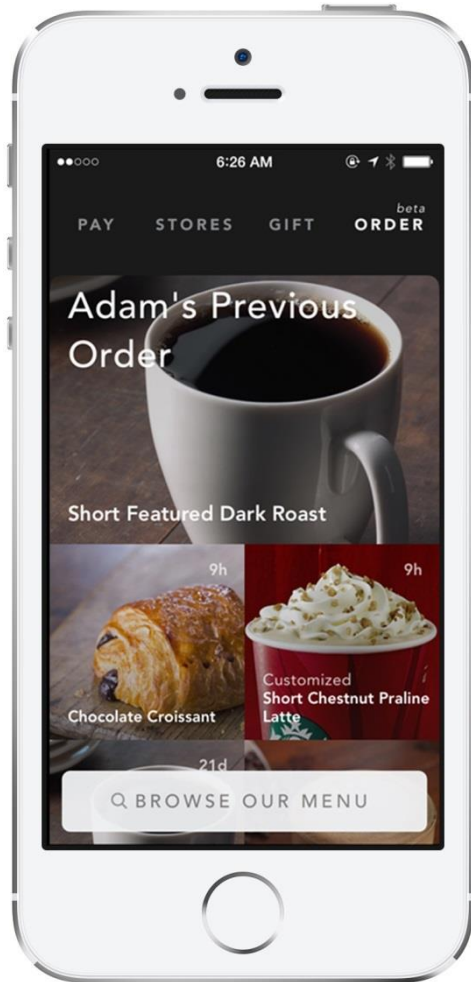 6:26 AM
PAY STORES GIFT beta ORDER
Adam's Previous
Order
Short Featured Dark Roast
9h
9h
Chocolate Croissant
Customized
Short Chestnut Praline
Latte
21d
BROWSE OUR MENU